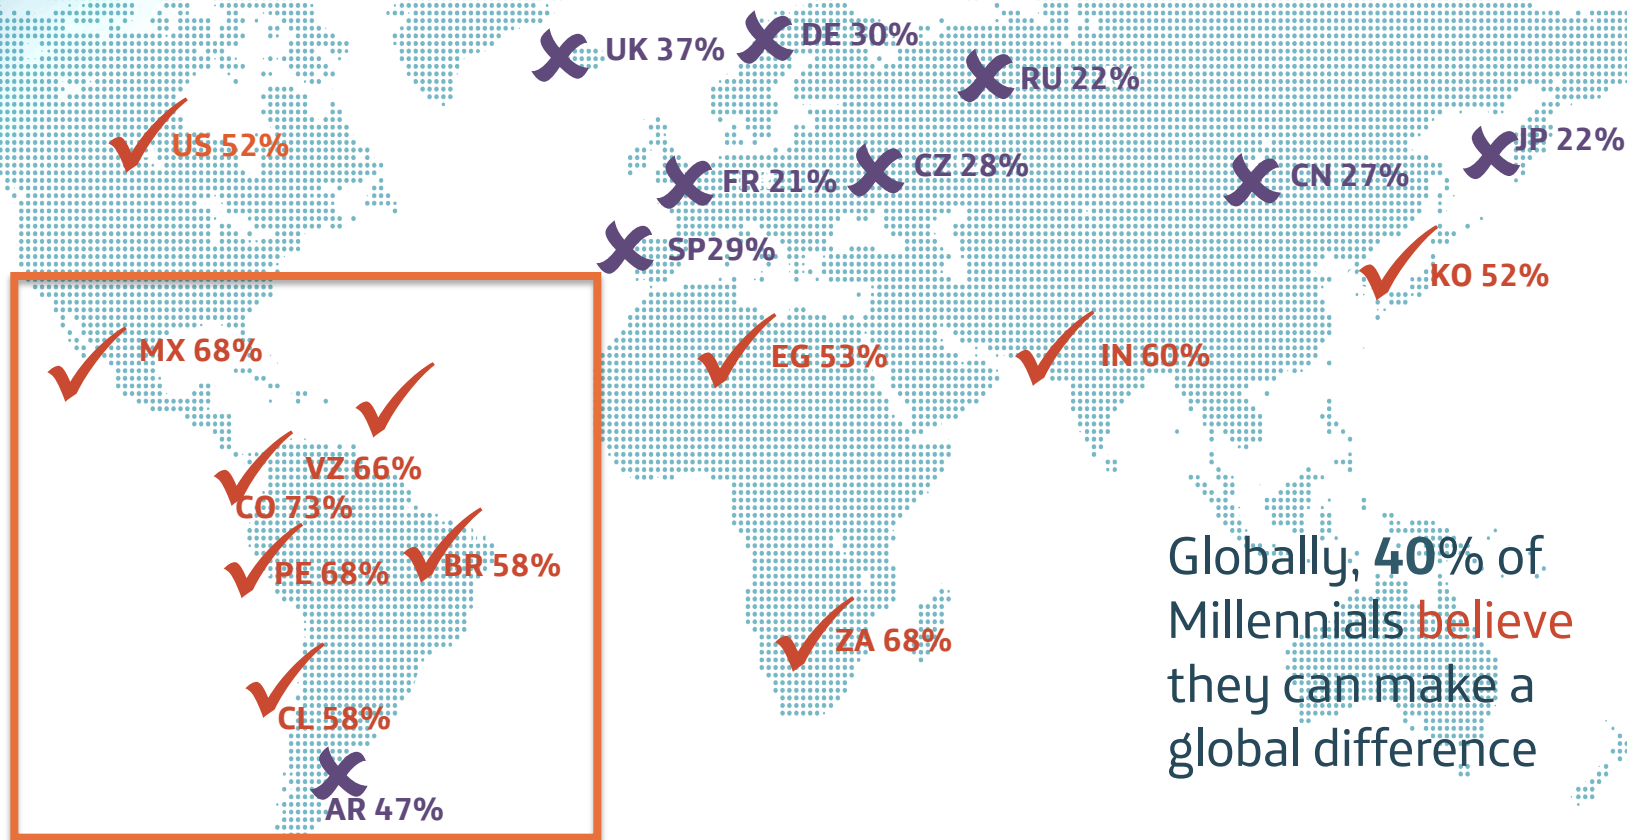 UK 37%
DE 30%
RU 22%
US 52%
JP 22%
FR 21%
CZ 28%
CN 27%
SP29%
KO 52%
MX 68%
EG 53%
IN 60%
VZ 66%
CO 73%
PE 68%
BR 58%
ZA 68%
CL 58%
AR 47%
Globally, 40% of
Millennials believe
they can make a
global difference